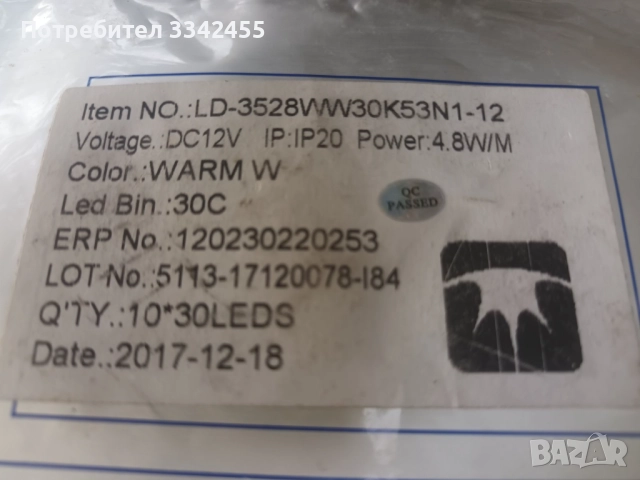 Потребител 3342455
Item NO.:LD-3528WW30K53N1-12
Voltage.:DC12V IP:IP20 Power:4.8W/M
Color.:WARM W
Led Bin.:30C
QC
PASSED
ERP No.:120230220253
LOT No.:5113-17120078-I84
Q'TY.:10*30LEDS
Date.:2017-12-18
BAZAR